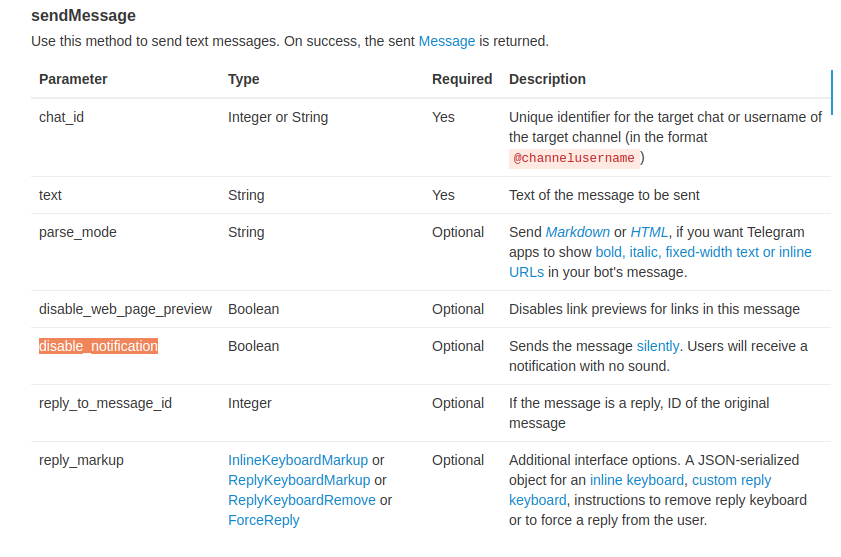 sendMessage
Use this method to send text messages. On success, the sent Message is returned.
Parameter Type Required Description
chat_id Integer or String Yes Unique identifier for the target chat or username of
the target channel (in the format
@channelusername )
text String Yes Text of the message to be sent
parse_mode String Optional Send Markdown or HTML, if you want Telegram
apps to show bold, italic, fixed-width text or inline
URLs in your bot's message.
disable_web_page_preview Boolean Optional Disables link previews for links in this message
disable_notification Boolean Optional Sends the message silently. Users will receive a
notification with no sound.
reply_to_message_id Integer Optional If the message is a reply, ID of the original
message
reply_markup InlineKeyboardMarkup or Optional Additional interface options. A JSON-serialized
ReplyKeyboardMarkup or object for an inline keyboard, custom reply
ReplyKeyboardRemove or keyboard, instructions to remove reply keyboard
ForceReply or to force a reply from the user.